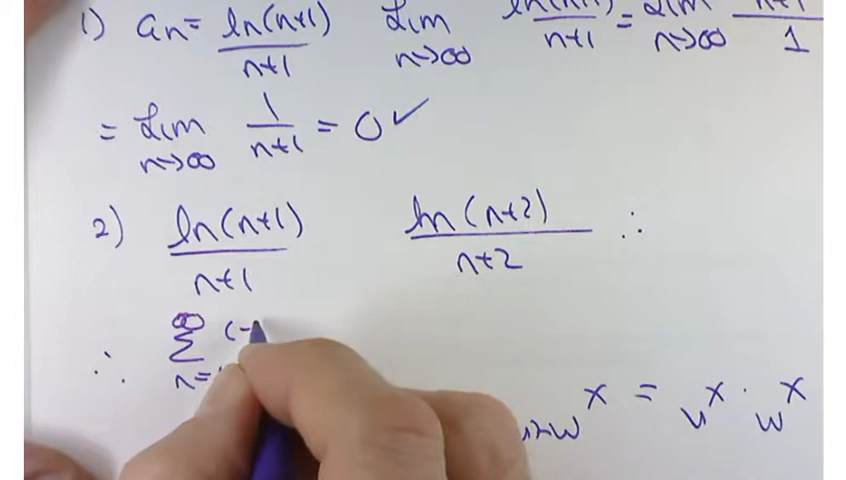 1) an = ln(n+1)/n+1 Lim n→∞ ln(n+1)/n+1 = Lim n→∞ /1
= Lim n→∞ 1/n+1 = 0 ✓
2) ln(n+1)/n+1 ln(n+2)/n+2 ∴
∴ ∞ Σ n= (-
w^x = u^x · w^x